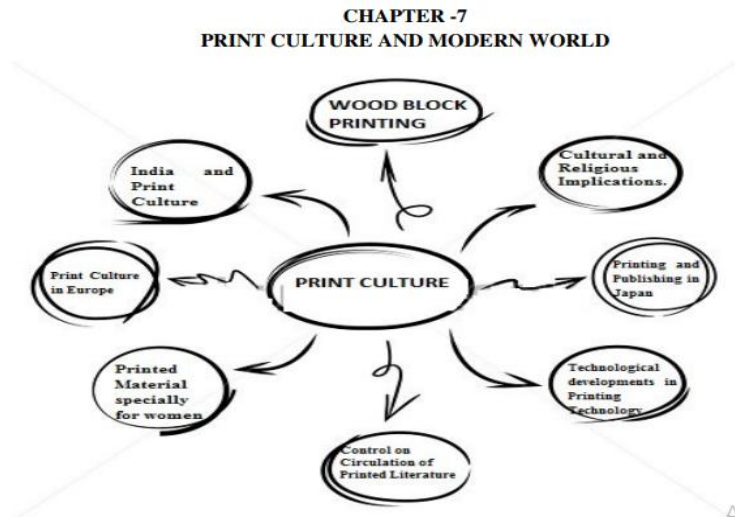 CHAPTER -7
PRINT CULTURE AND MODERN WORLD
WOOD BLOCK
PRINTING
India and
Print
Culture
Cultural and
Religious
Implications.
Print Culture
in Europe
PRINT CULTURE
Printing and
Publishing in
Japan
Printed
Material
specially
for women
Technological
developments in
Printing
Technology
Control on
Circulation of
Printed Literature